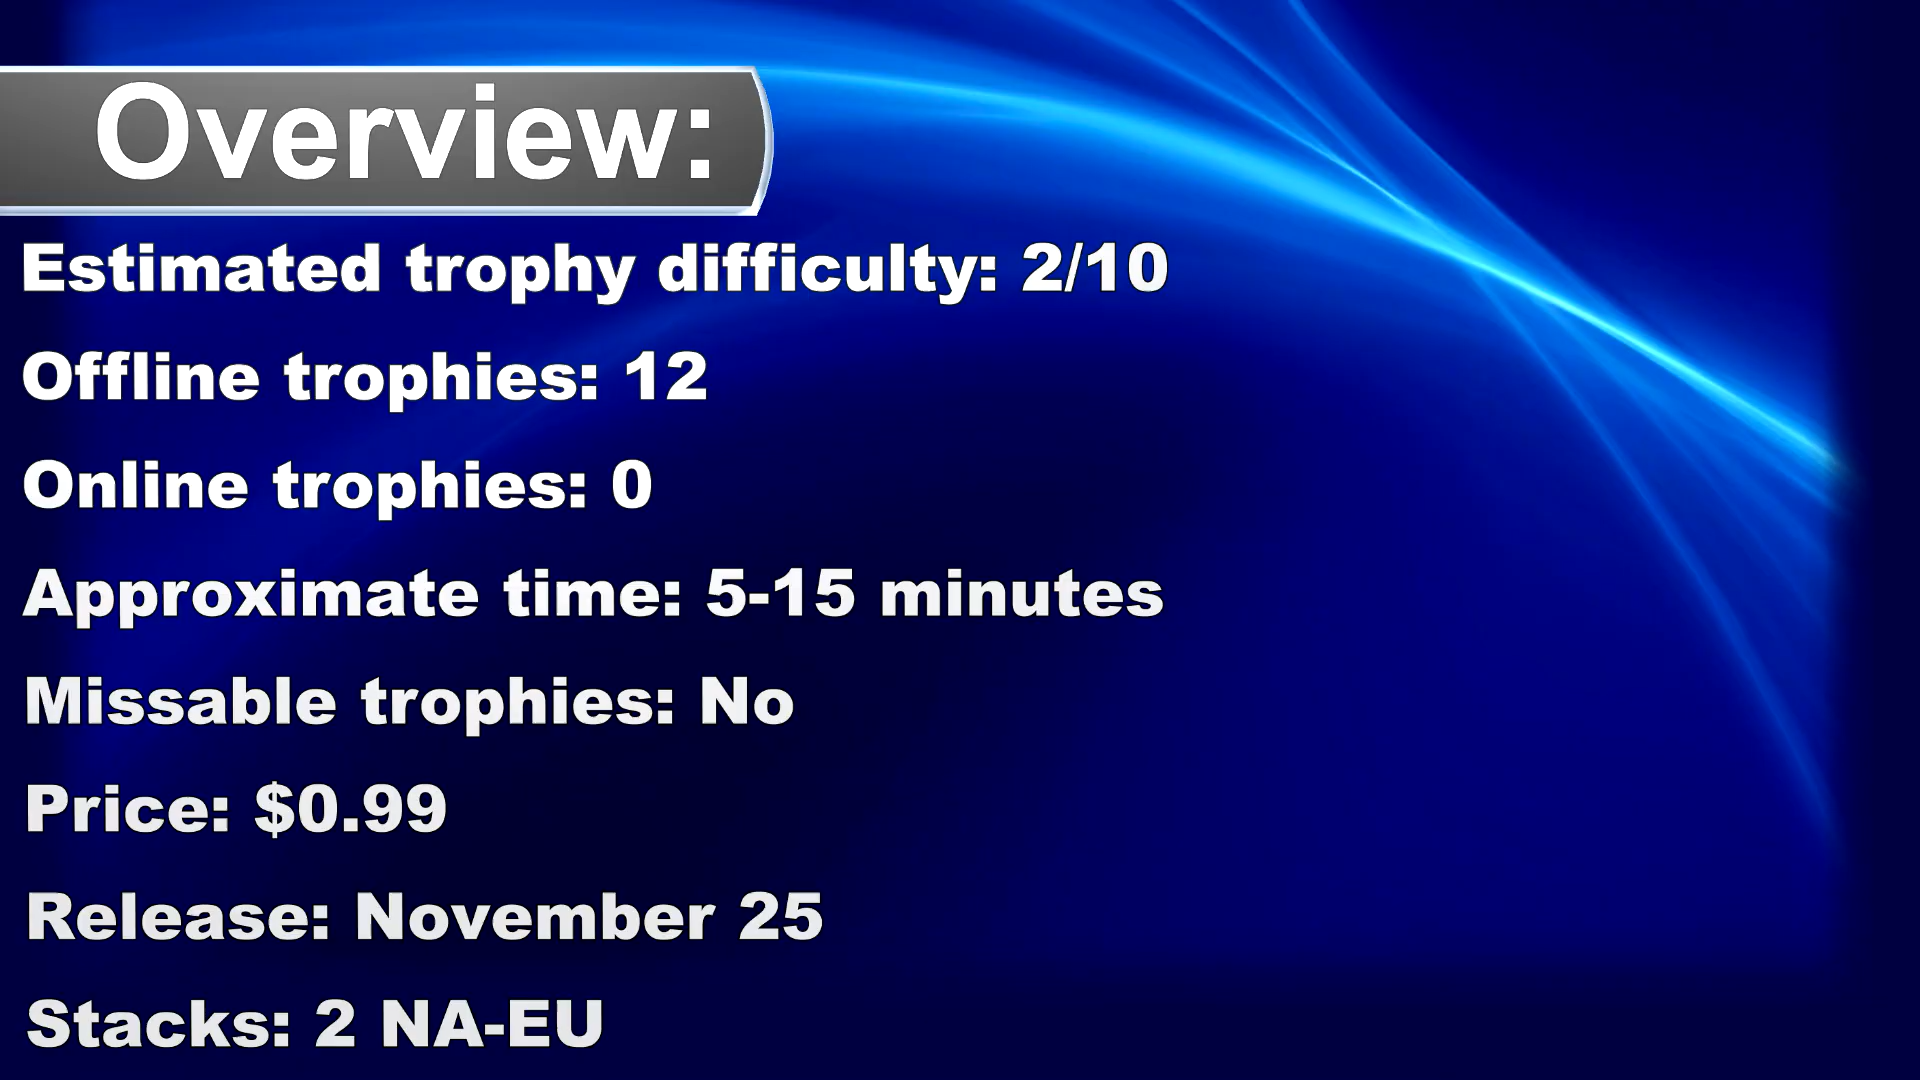 Overview:
Estimated trophy difficulty: 2/10
Offline trophies: 12
Online trophies: 0
Approximate time: 5-15 minutes
Missable trophies: No
Price: $0.99
Release: November 25
Stacks: 2 NA-EU